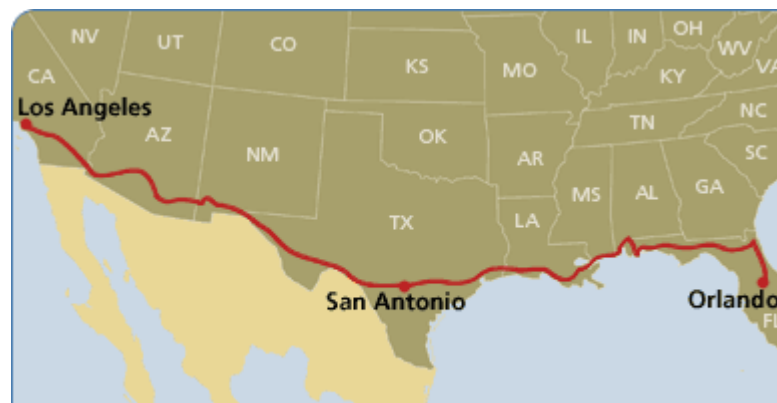 NV
UT
CO
KS
MO
IL
IN
OH
WV
VA
KY
CA
Los Angeles
AZ
NM
OK
AR
TN
NC
SC
MS
AL
GA
LA
TX
San Antonio
Orlando
FL